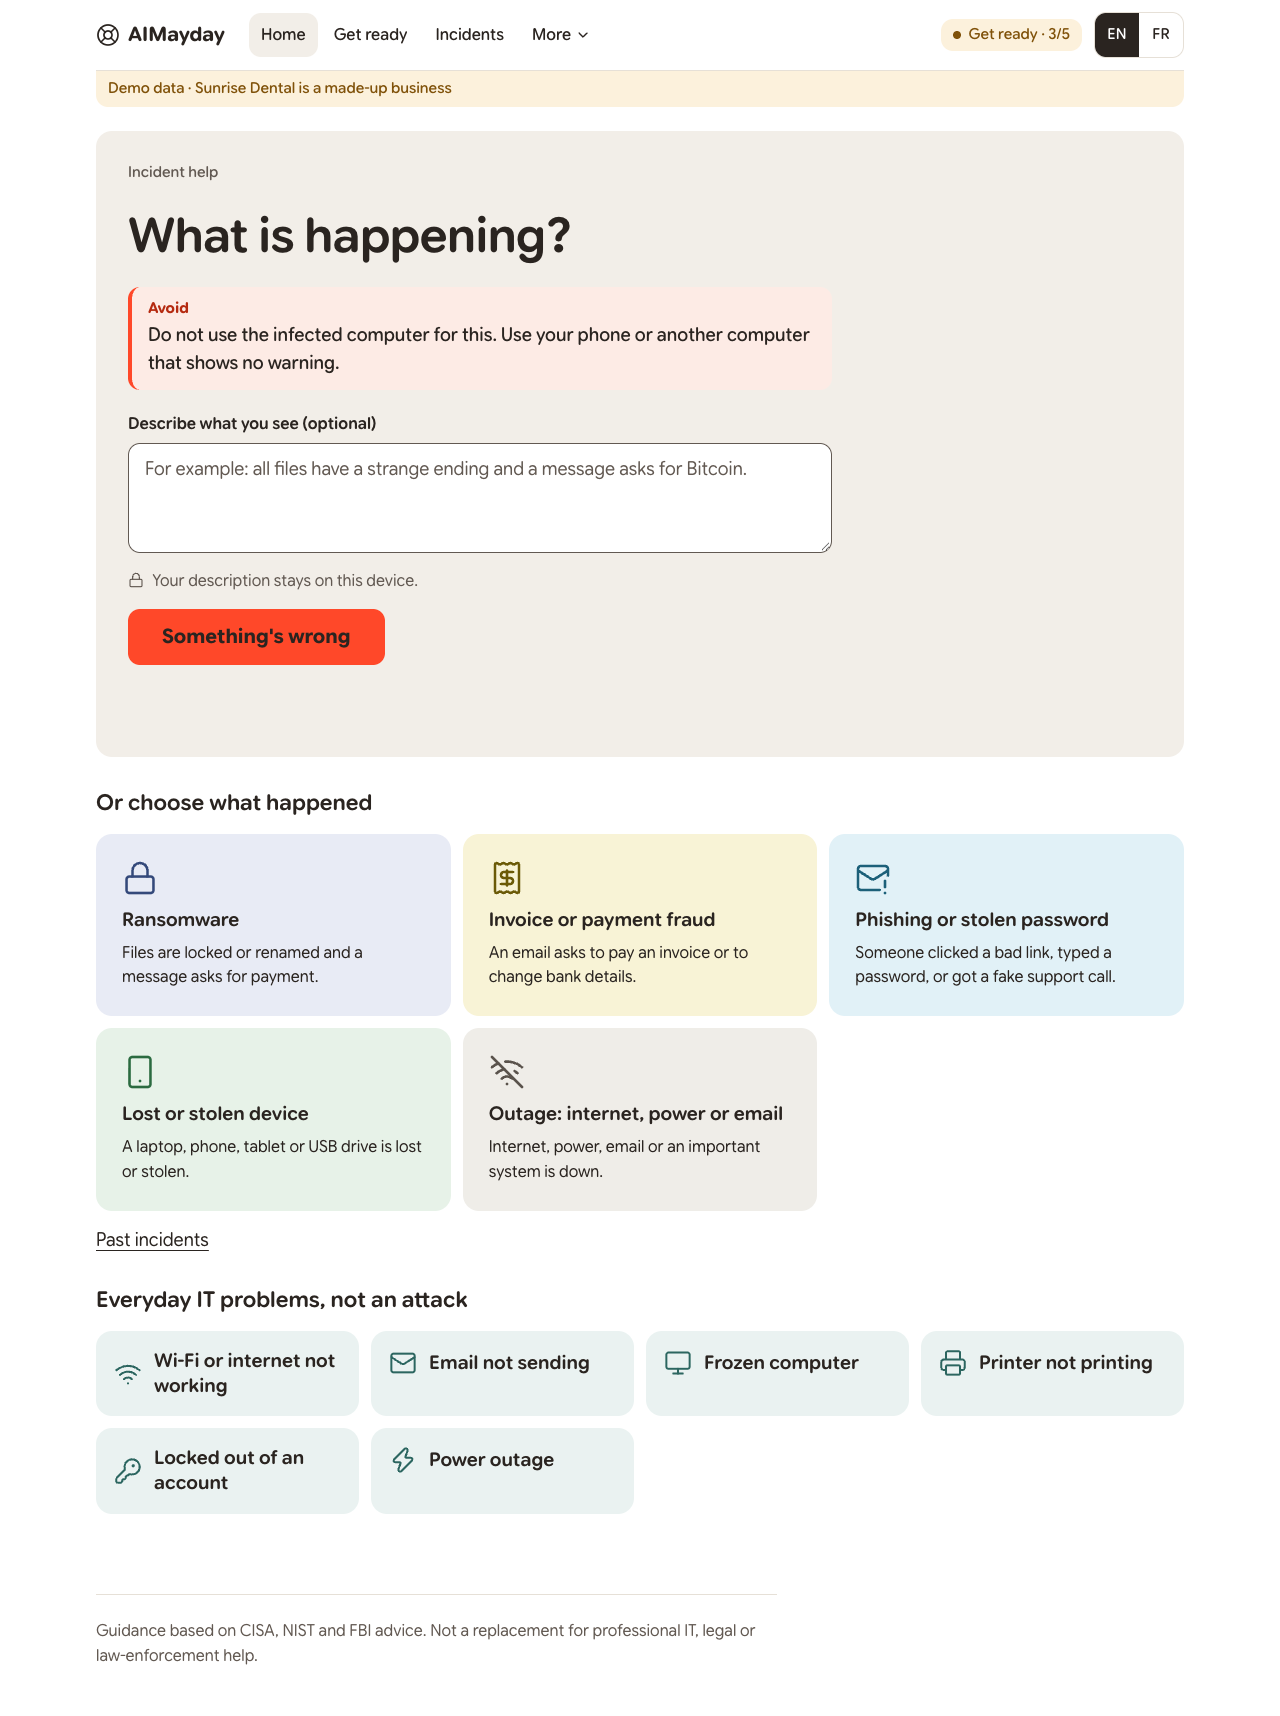 AIMayday
Home
Get ready
Incidents
More
Get ready · 3/5
EN
FR
Demo data · Sunrise Dental is a made-up business
Incident help
What is happening?
Avoid
Do not use the infected computer for this. Use your phone or another computer
that shows no warning.
Describe what you see (optional)
For example: all files have a strange ending and a message asks for Bitcoin.
Your description stays on this device.
Something's wrong
Or choose what happened
Ransomware
Files are locked or renamed and a
message asks for payment.
Invoice or payment fraud
An email asks to pay an invoice or to
change bank details.
Phishing or stolen password
Someone clicked a bad link, typed a
password, or got a fake support call.
Lost or stolen device
A laptop, phone, tablet or USB drive is lost
or stolen.
Outage: internet, power or email
Internet, power, email or an important
system is down.
Past incidents
Everyday IT problems, not an attack
Wi-Fi or internet not
working
Email not sending
Frozen computer
Printer not printing
Locked out of an
account
Power outage
Guidance based on CISA, NIST and FBI advice. Not a replacement for professional IT, legal or
law-enforcement help.